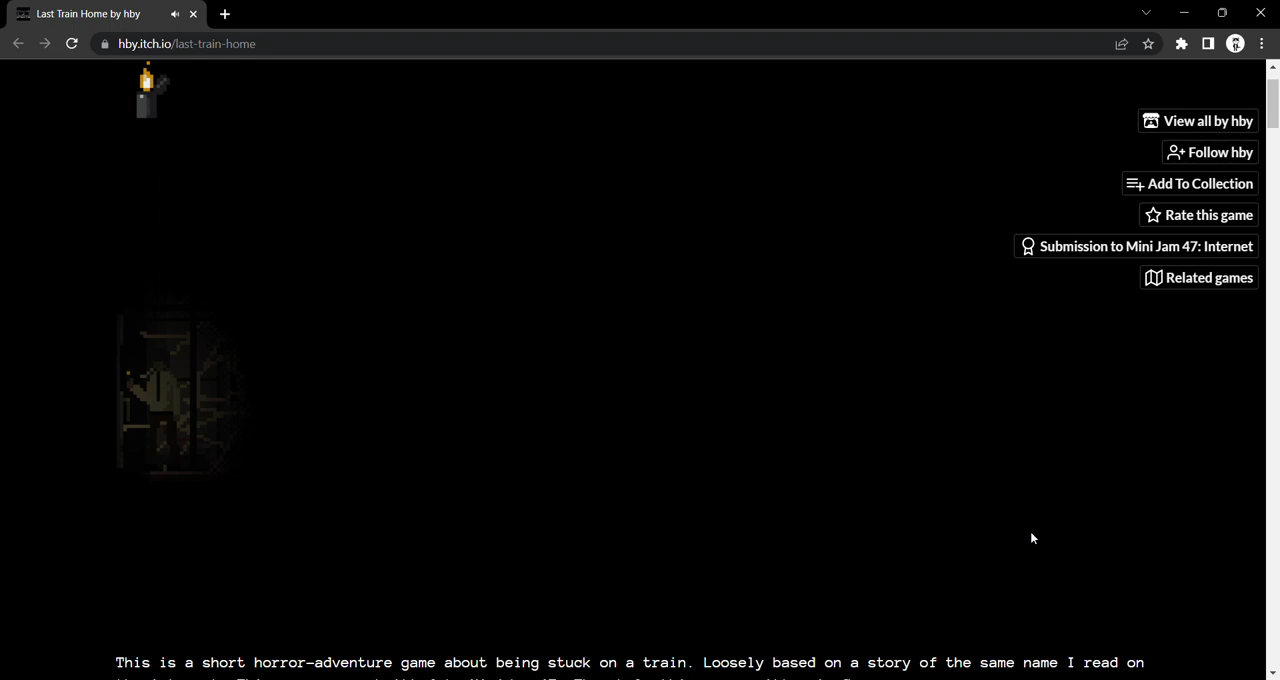 Last Train Home by hby
hby.itch.io/last-train-home
View all by hby
Follow hby
Add To Collection
Rate this game
Submission to Mini Jam 47: Internet
Related games
This is a short horror-adventure game about being stuck on a train. Loosely based on a story of the same name I read on